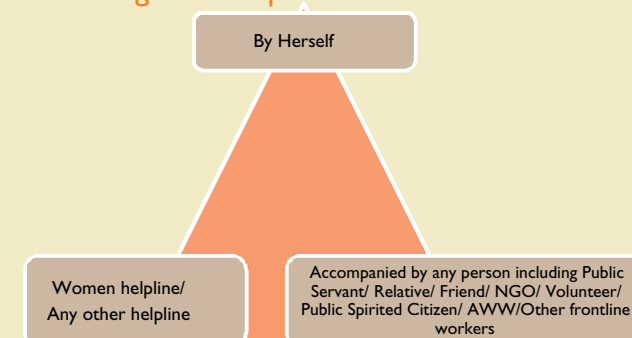 By Herself
Women helpline/
Any other helpline
Accompanied by any person including Public
Servant/ Relative/ Friend/ NGO/ Volunteer/
Public Spirited Citizen/ AWW/Other frontline
workers